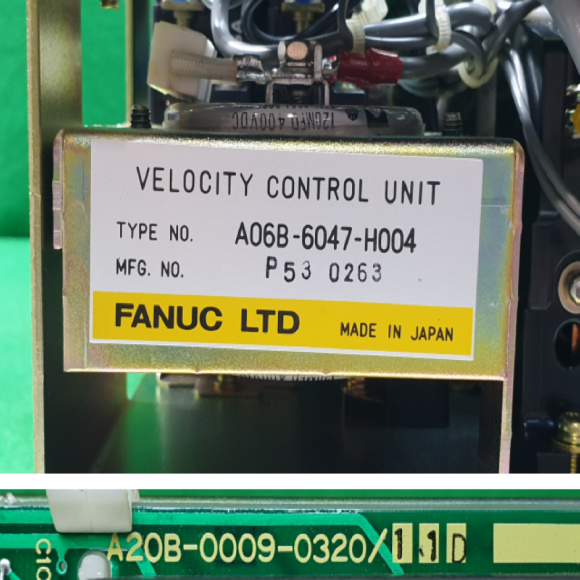 120MFD 400VDC
VELOCITY CONTROL UNIT
TYPE NO. A06B-6047-H004
MFG. NO. P53 0263
FANUC LTD MADE IN JAPAN
A20B-0009-0320/11D
C10